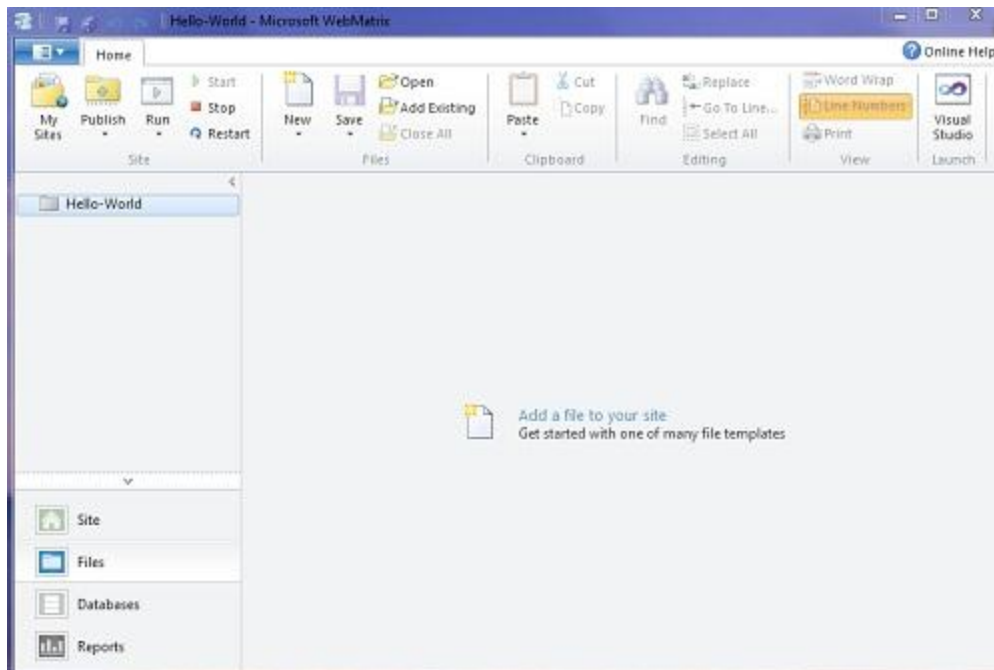 Hello-World - Microsoft WebMatrix
Home
Online Help
My Sites
Publish
Run
Start
Stop
Restart
Site
New
Save
Open
Add Existing
Close All
Files
Paste
Cut
Copy
Clipboard
Find
Replace
Go To Line...
Select All
Editing
Word Wrap
Line Numbers
Print
View
Visual Studio
Launch
Hello-World
Add a file to your site
Get started with one of many file templates
Site
Files
Databases
Reports